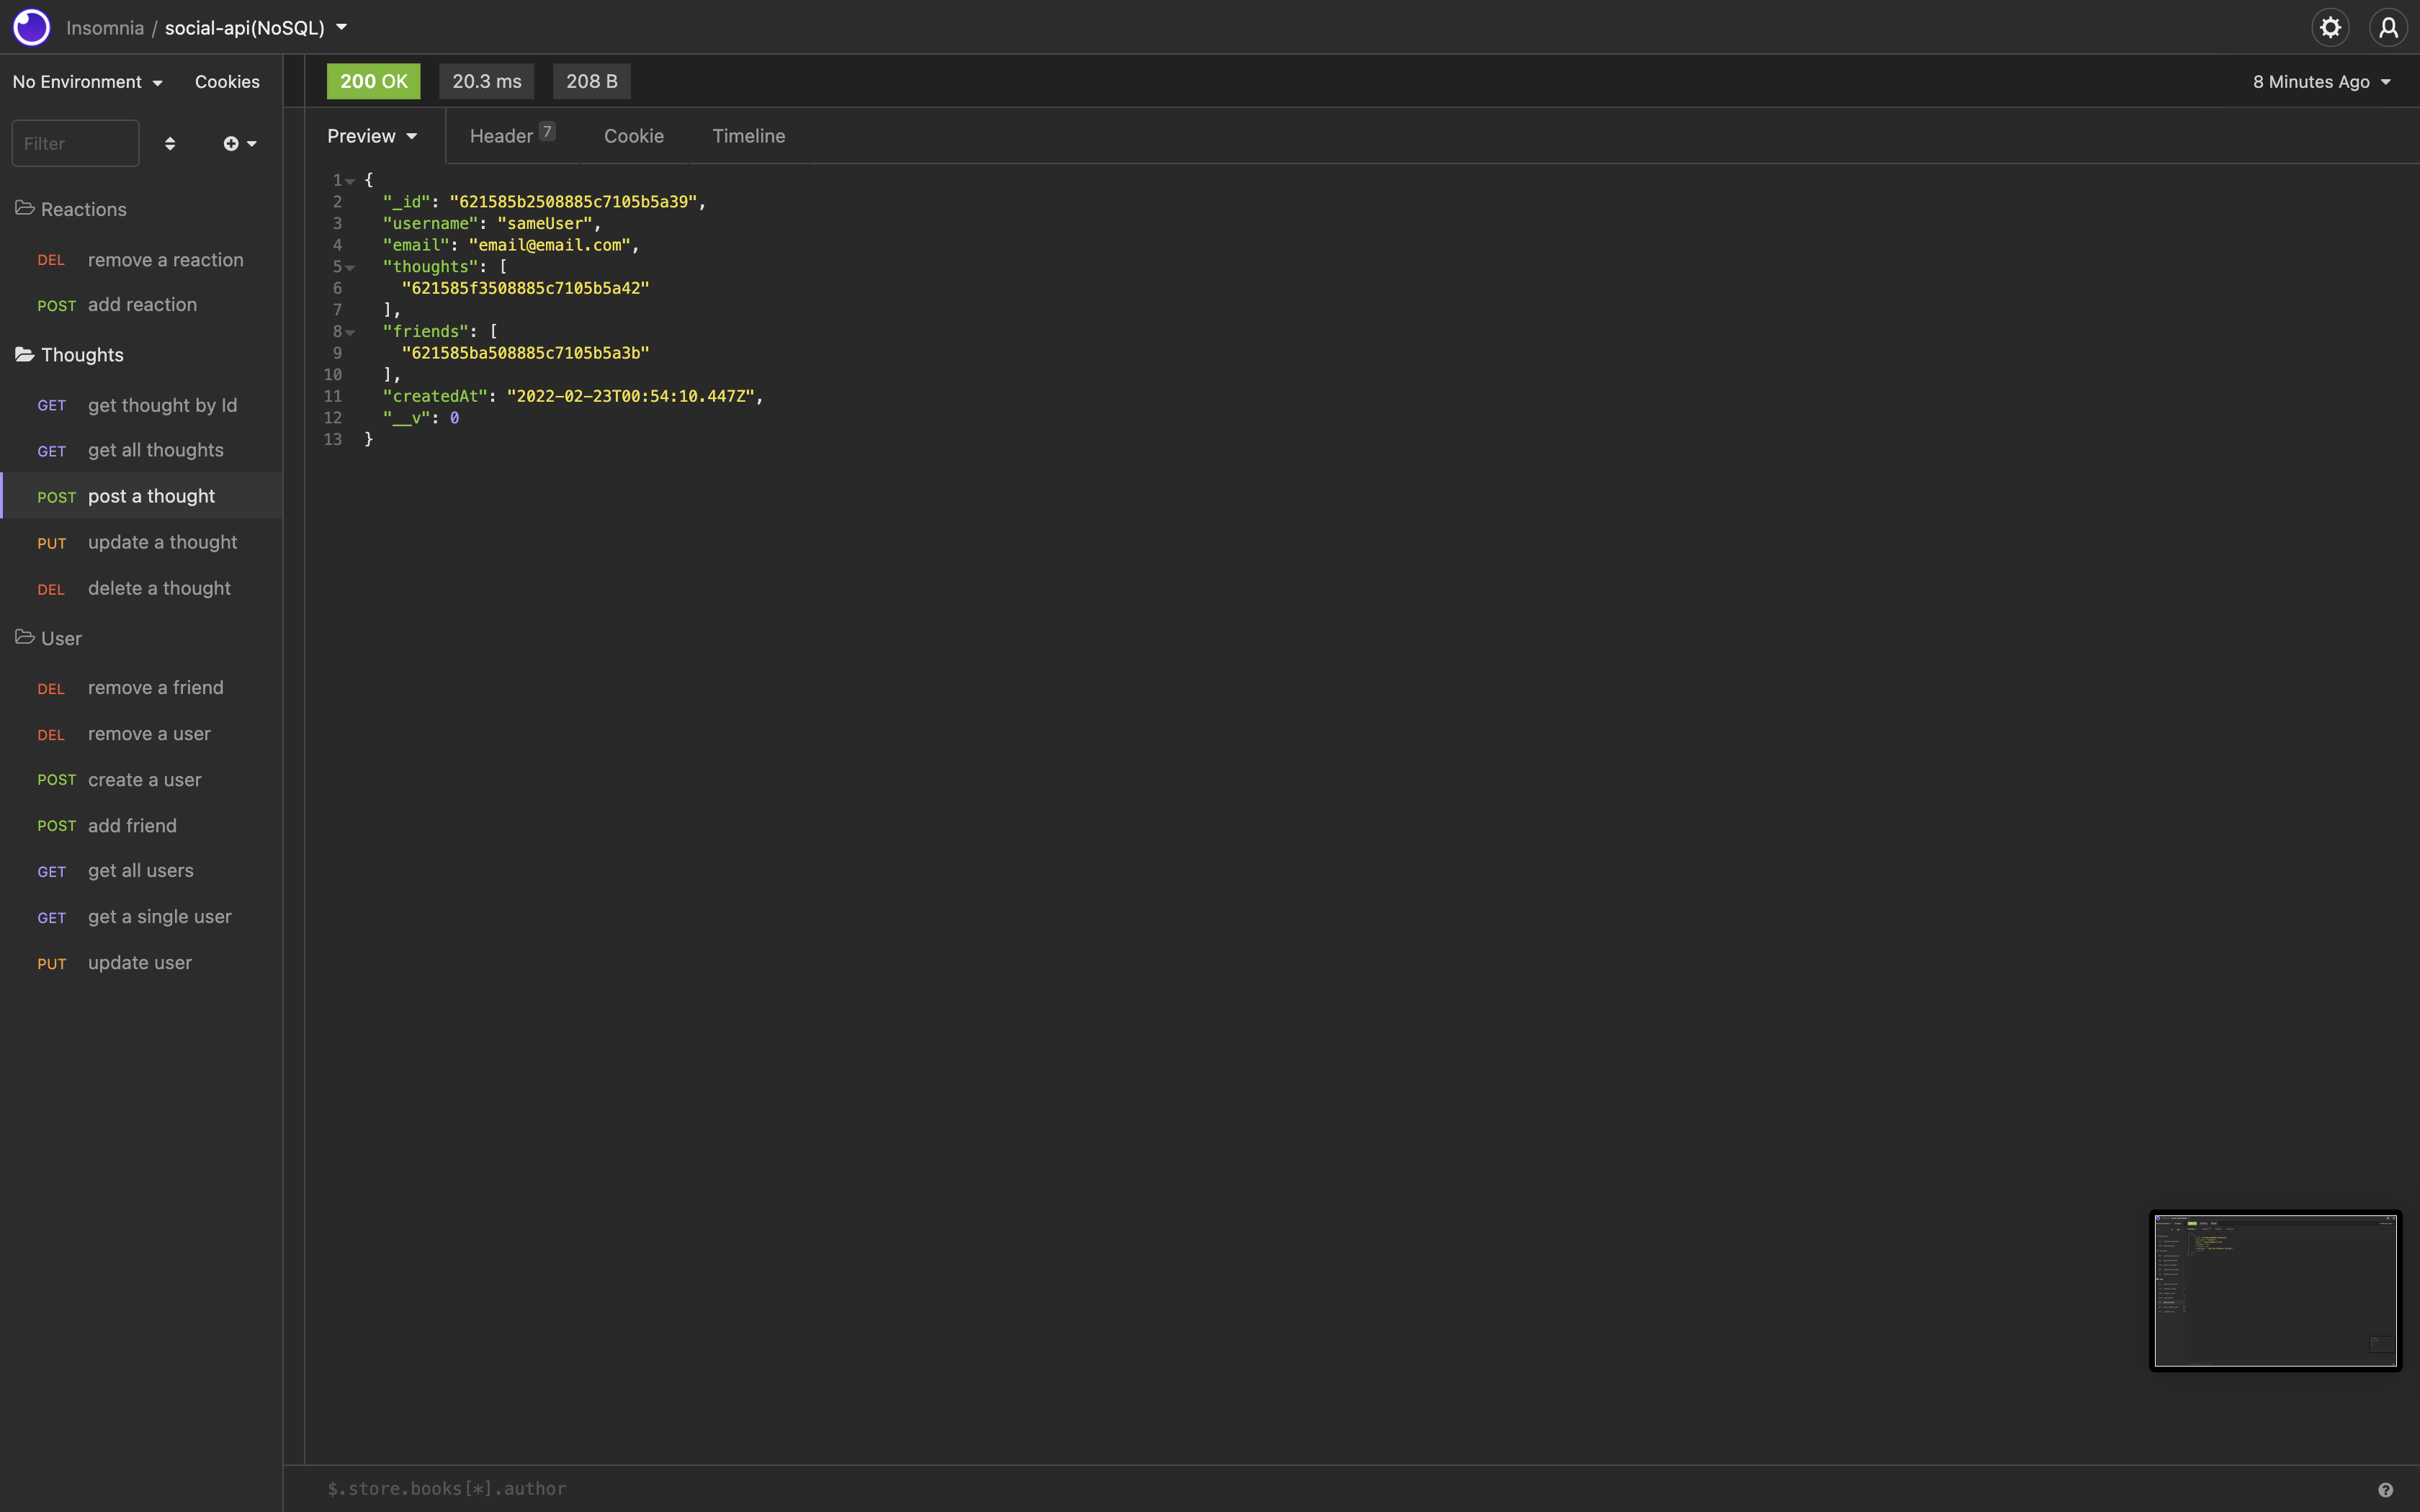 Insomnia / social-api(NoSQL)
No Environment Cookies
200 OK 20.3 ms 208 B 8 Minutes Ago
Filter
Preview Header 7 Cookie Timeline
Reactions
DEL remove a reaction
POST add reaction
Thoughts
GET get thought by Id
GET get all thoughts
POST post a thought
PUT update a thought
DEL delete a thought
User
DEL remove a friend
DEL remove a user
POST create a user
POST add friend
GET get all users
GET get a single user
PUT update user
1 {
2 "_id": "621585b2508885c7105b5a39",
3 "username": "sameUser",
4 "email": "email@email.com",
5 "thoughts": [
6 "621585f3508885c7105b5a42"
7 ],
8 "friends": [
9 "621585ba508885c7105b5a3b"
10 ],
11 "createdAt": "2022-02-23T00:54:10.447Z",
12 "__v": 0
13 }
$.store.books[*].author